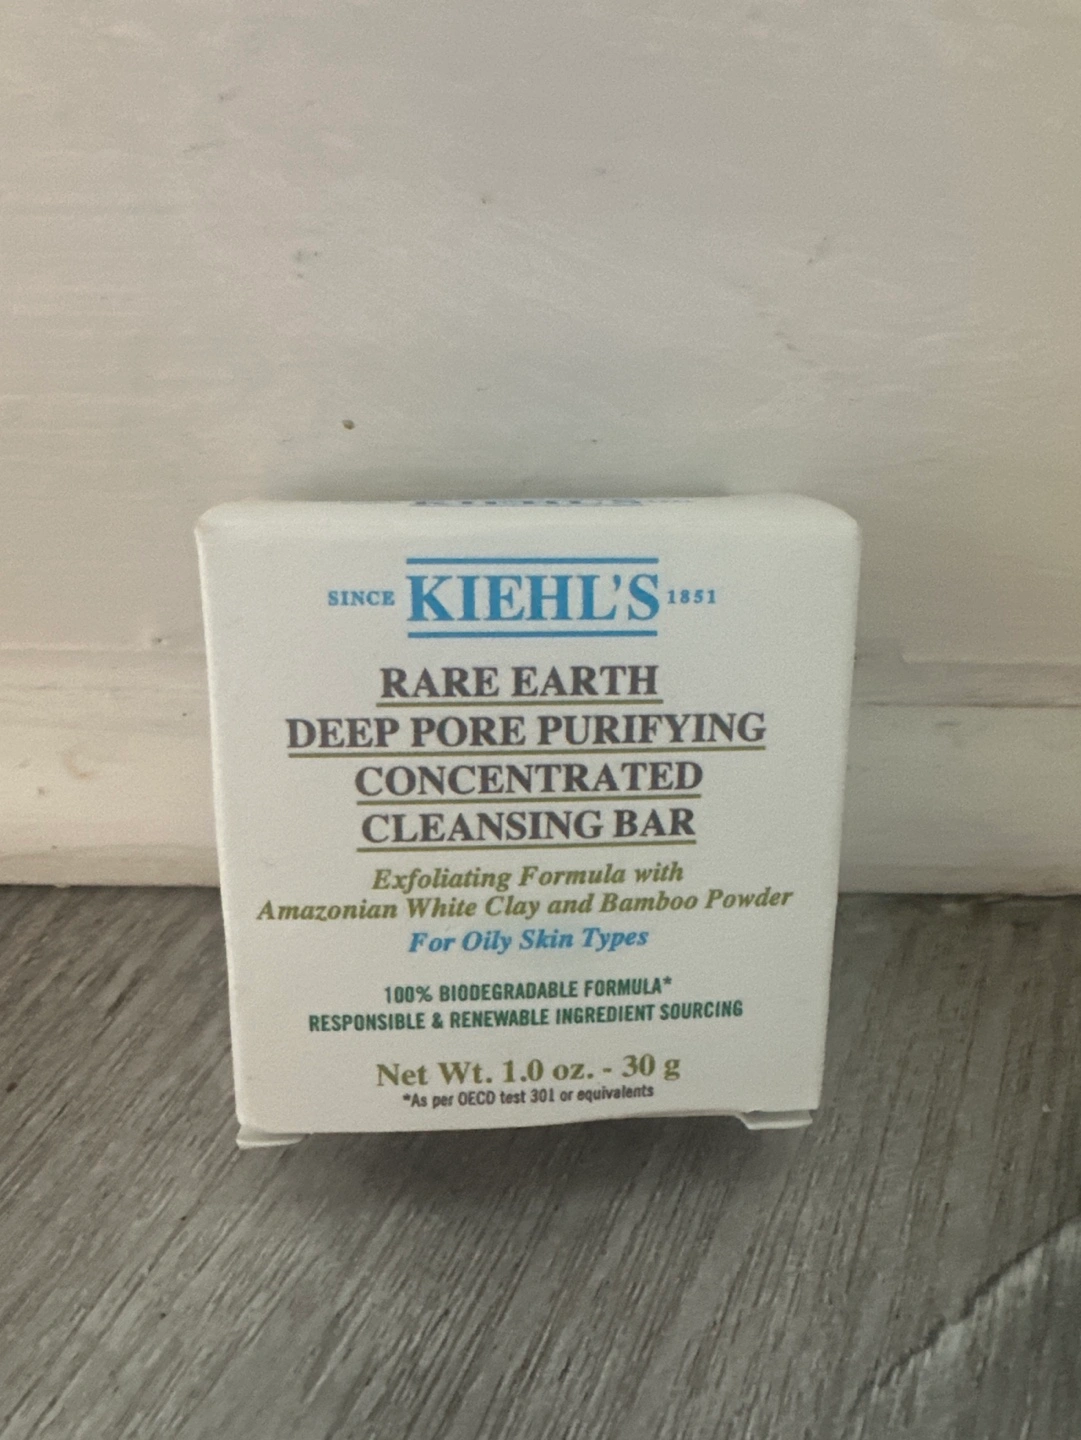 SINCE KIEHL'S 1851
RARE EARTH
DEEP PORE PURIFYING
CONCENTRATED
CLEANSING BAR
Exfoliating Formula with
Amazonian White Clay and Bamboo Powder
For Oily Skin Types
100% BIODEGRADABLE FORMULA*
RESPONSIBLE & RENEWABLE INGREDIENT SOURCING
Net Wt. 1.0 oz. - 30 g
*As per OECD test 301 or equivalents